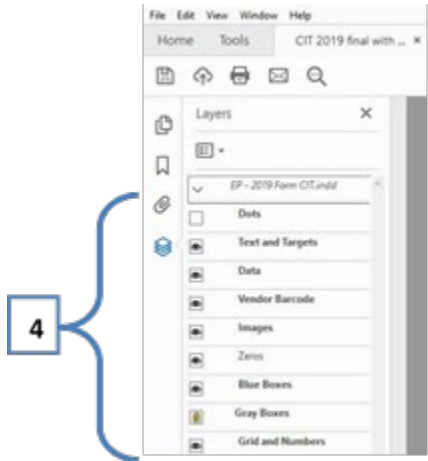 File Edit View Window Help
Home Tools CIT 2019 final with ... ×
Layers ×
EP - 2019 Form CIT.indd
Dots
Text and Targets
Data
Vendor Barcode
Images
Zeros
Blue Boxes
Gray Boxes
Grid and Numbers
4